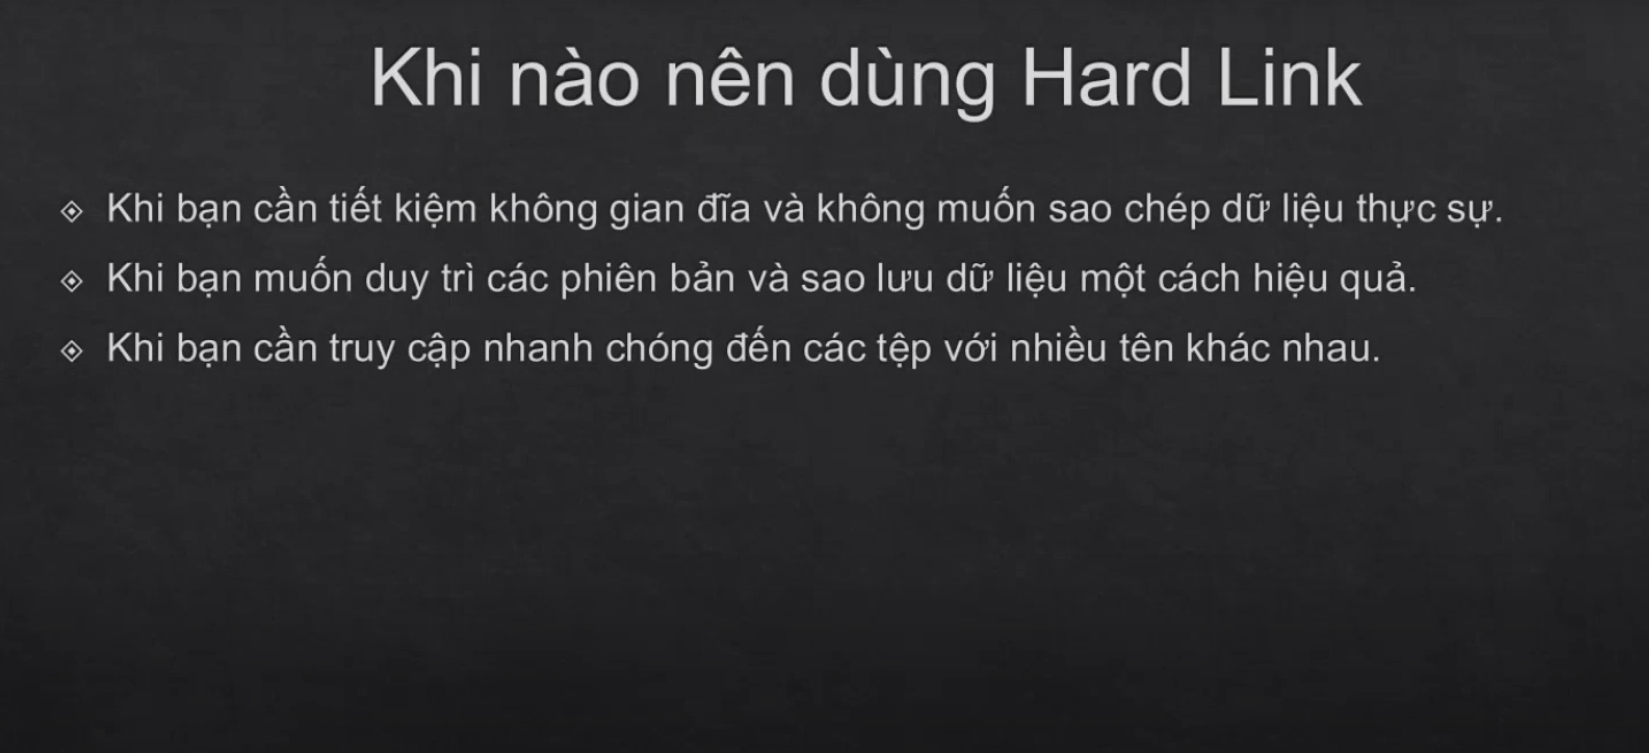 Khi nào nên dùng Hard Link
Khi bạn cần tiết kiệm không gian đĩa và không muốn sao chép dữ liệu thực sự.
Khi bạn muốn duy trì các phiên bản và sao lưu dữ liệu một cách hiệu quả.
Khi bạn cần truy cập nhanh chóng đến các tệp với nhiều tên khác nhau.